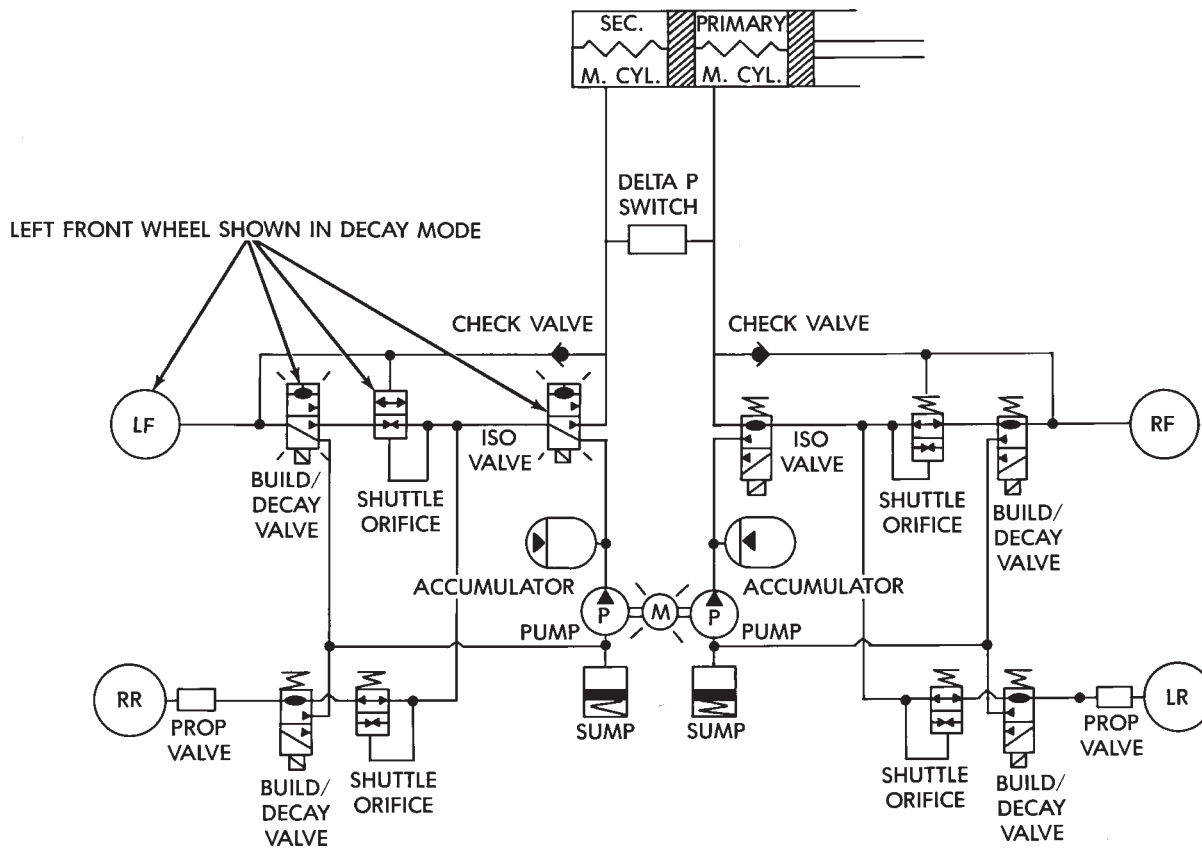 SEC.
PRIMARY
M. CYL.
M. CYL.
DELTA P
SWITCH
LEFT FRONT WHEEL SHOWN IN DECAY MODE
CHECK VALVE
CHECK VALVE
LF
ISO
VALVE
ISO
VALVE
RF
BUILD/
DECAY
VALVE
SHUTTLE
ORIFICE
SHUTTLE
ORIFICE
BUILD/
DECAY
VALVE
ACCUMULATOR
ACCUMULATOR
P
M
P
PUMP
PUMP
RR
PROP
VALVE
SUMP
SUMP
LR
PROP
VALVE
BUILD/
DECAY
VALVE
SHUTTLE
ORIFICE
SHUTTLE
ORIFICE
BUILD/
DECAY
VALVE